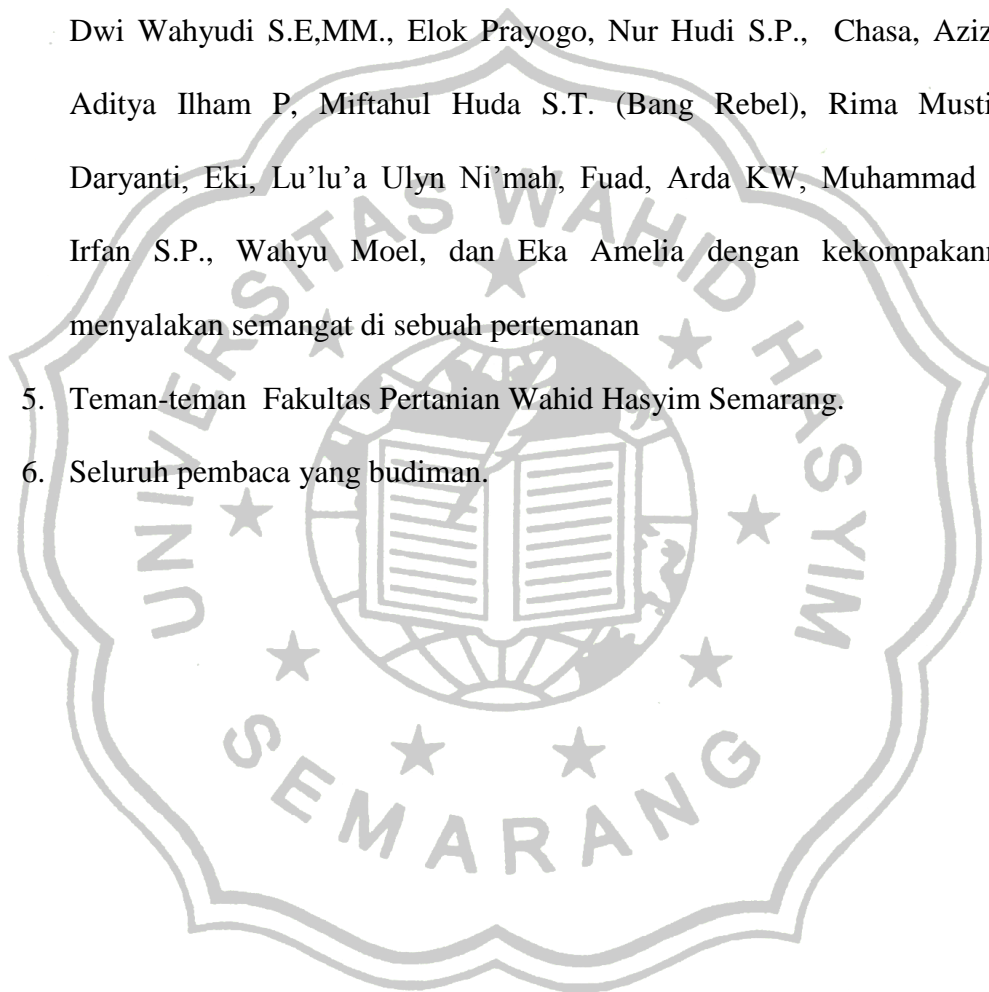 Dwi Wahyudi S.E,MM., Elok Prayogo, Nur Hudi S.P., Chasa, Aziz
Aditya Ilham P, Miftahul Huda S.T. (Bang Rebel), Rima Musti
Daryanti, Eki, Lu’lu’a Ulyn Ni’mah, Fuad, Arda KW, Muhammad
Irfan S.P., Wahyu Moel, dan Eka Amelia dengan kekompakann
menyalakan semangat di sebuah pertemanan
5. Teman-teman Fakultas Pertanian Wahid Hasyim Semarang.
6. Seluruh pembaca yang budiman.
UNIVERSITAS WAHID HASYIM
SEMARANG